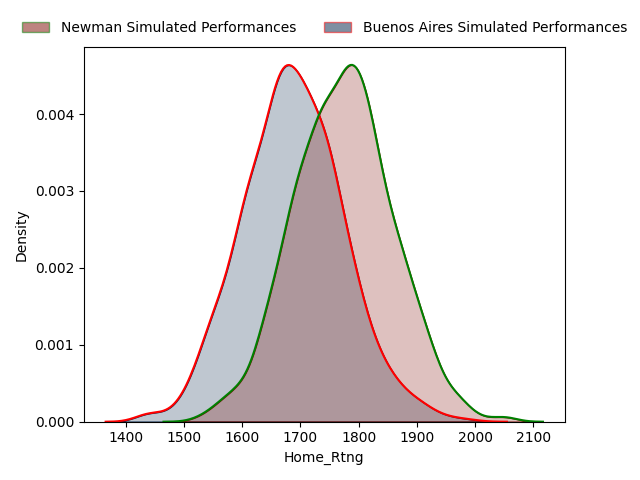 Newman Simulated Performances
Buenos Aires Simulated Performances
Density
0.004
0.003
0.002
0.001
0.000
1400 1500 1600 1700 1800 1900 2000 2100
Home_Rtng